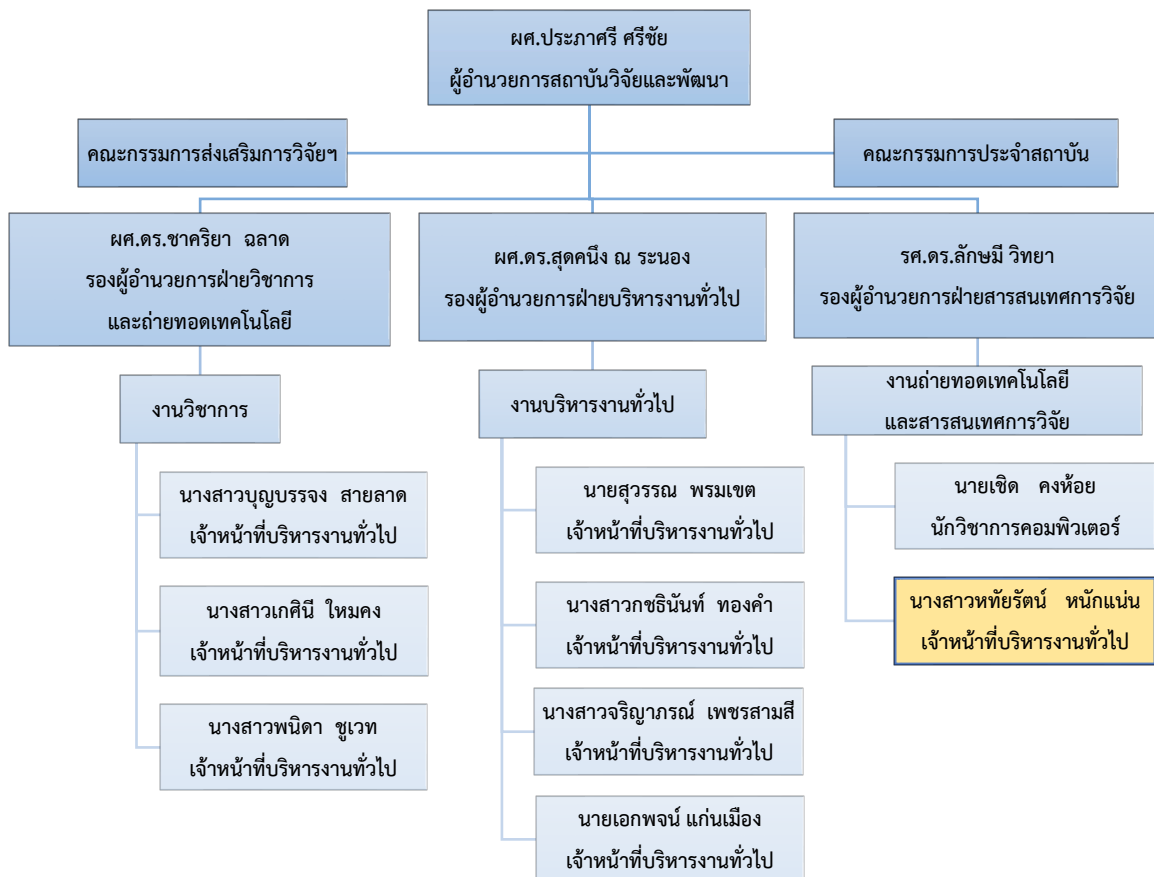 ผศ.ประภาศรี ศรีชัย
ผู้อำนวยการสถาบันวิจัยและพัฒนา
คณะกรรมการส่งเสริมการวิจัยฯ
คณะกรรมการประจำสถาบัน
ผศ.ดร.ชาคริยา ฉลาด
รองผู้อำนวยการฝ่ายวิชาการ
และถ่ายทอดเทคโนโลยี
ผศ.ดร.สุดคนึง ณ ระนอง
รองผู้อำนวยการฝ่ายบริหารงานทั่วไป
รศ.ดร.ลักษมี วิทยา
รองผู้อำนวยการฝ่ายสารสนเทศการวิจัย
งานวิชาการ
นางสาวบุญบรรจง สายลาด
เจ้าหน้าที่บริหารงานทั่วไป
นางสาวเกศินี ใหมคง
เจ้าหน้าที่บริหารงานทั่วไป
นางสาวพนิดา ชูเวท
เจ้าหน้าที่บริหารงานทั่วไป
งานบริหารงานทั่วไป
นายสุวรรณ พรมเขต
เจ้าหน้าที่บริหารงานทั่วไป
นางสาวกชธินันท์ ทองคำ
เจ้าหน้าที่บริหารงานทั่วไป
นางสาวจริญาภรณ์ เพชรสามสี
เจ้าหน้าที่บริหารงานทั่วไป
นายเอกพจน์ แก่นเมือง
เจ้าหน้าที่บริหารงานทั่วไป
งานถ่ายทอดเทคโนโลยี
และสารสนเทศการวิจัย
นายเชิด คงห้อย
นักวิชาการคอมพิวเตอร์
นางสาวหทัยรัตน์ หนักแน่น
เจ้าหน้าที่บริหารงานทั่วไป